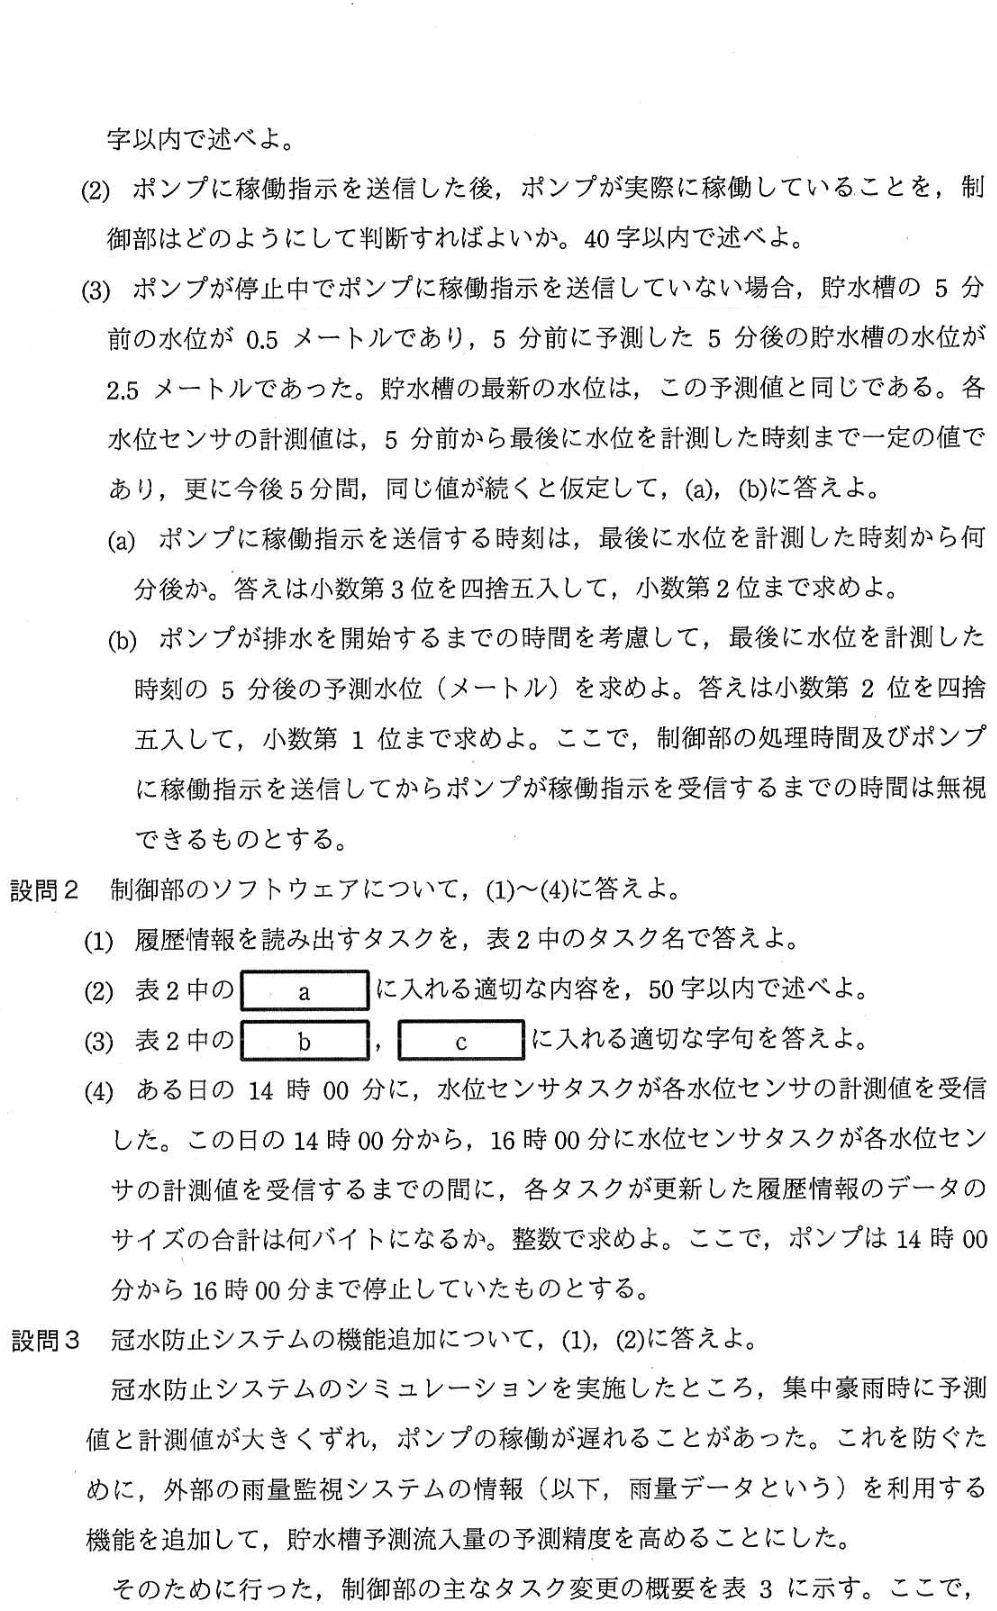 字以内で述べよ。
(2) ポンプに稼働指示を送信した後，ポンプが実際に稼働していることを，制
御部はどのようにして判断すればよいか。40 字以内で述べよ。
(3) ポンプが停止中でポンプに稼働指示を送信していない場合，貯水槽の 5 分
前の水位が 0.5 メートルであり，5 分前に予測した 5 分後の貯水槽の水位が
2.5 メートルであった。貯水槽の最新の水位は，この予測値と同じである。各
水位センサの計測値は，5 分前から最後に水位を計測した時刻まで一定の値で
あり，更に今後 5 分間，同じ値が続くと仮定して，(a)，(b)に答えよ。
(a) ポンプに稼働指示を送信する時刻は，最後に水位を計測した時刻から何
分後か。答えは小数第 3 位を四捨五入して，小数第 2 位まで求めよ。
(b) ポンプが排水を開始するまでの時間を考慮して，最後に水位を計測した
時刻の 5 分後の予測水位（メートル）を求めよ。答えは小数第 2 位を四捨
五入して，小数第 1 位まで求めよ。ここで，制御部の処理時間及びポンプ
に稼働指示を送信してからポンプが稼働指示を受信するまでの時間は無視
できるものとする。
設問２ 制御部のソフトウェアについて，(1)～(4)に答えよ。
(1) 履歴情報を読み出すタスクを，表 2 中のタスク名で答えよ。
(2) 表 2 中の a に入れる適切な内容を，50 字以内で述べよ。
(3) 表 2 中の b ， c に入れる適切な字句を答えよ。
(4) ある日の 14 時 00 分に，水位センサタスクが各水位センサの計測値を受信
した。この日の 14 時 00 分から，16 時 00 分に水位センサタスクが各水位セン
サの計測値を受信するまでの間に，各タスクが更新した履歴情報のデータの
サイズの合計は何バイトになるか。整数で求めよ。ここで，ポンプは 14 時 00
分から 16 時 00 分まで停止していたものとする。
設問３ 冠水防止システムの機能追加について，(1)，(2)に答えよ。
冠水防止システムのシミュレーションを実施したところ，集中豪雨時に予測
値と計測値が大きくずれ，ポンプの稼働が遅れることがあった。これを防ぐた
めに，外部の雨量監視システムの情報（以下，雨量データという）を利用する
機能を追加して，貯水槽予測流入量の予測精度を高めることにした。
そのために行った，制御部の主なタスク変更の概要を表 3 に示す。ここで，